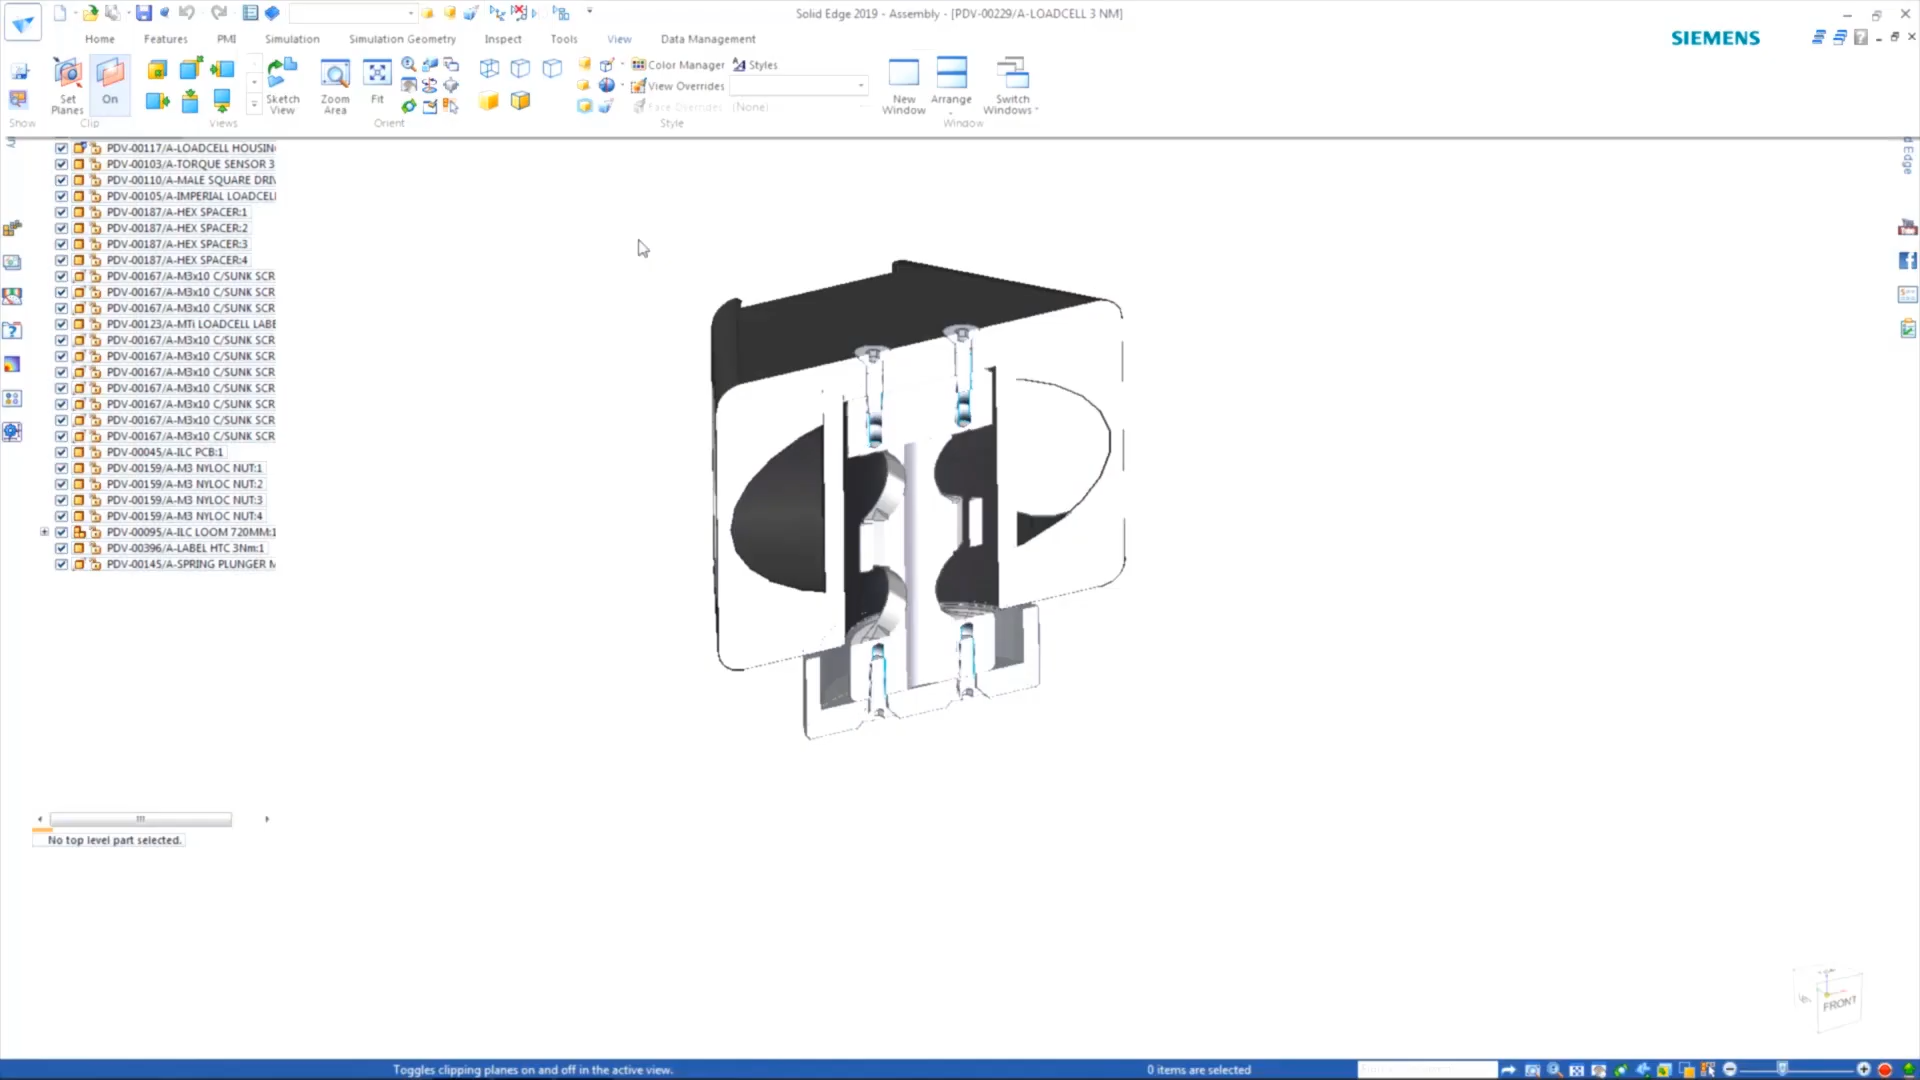 Solid Edge 2019 - Assembly - [PDV-00229/A-LOADCELL 3 NM]
Home Features PMI Simulation Simulation Geometry Inspect Tools View Data Management
SIEMENS
Set Planes
On
Sketch View
Zoom Area
Fit
Color Manager
Styles
View Overrides
Face Overrides (None)
New Window
Arrange
Switch Windows
Show Clip Views Orient Style Window
PDV-00117/A-LOADCELL HOUSIN
PDV-00103/A-TORQUE SENSOR 3
PDV-00110/A-MALE SQUARE DRI
PDV-00105/A-IMPERIAL LOADCEL
PDV-00187/A-HEX SPACER:1
PDV-00187/A-HEX SPACER:2
PDV-00187/A-HEX SPACER:3
PDV-00187/A-HEX SPACER:4
PDV-00167/A-M3x10 C/SUNK SCR
PDV-00167/A-M3x10 C/SUNK SCR
PDV-00167/A-M3x10 C/SUNK SCR
PDV-00123/A-MTi LOADCELL LABE
PDV-00167/A-M3x10 C/SUNK SCR
PDV-00167/A-M3x10 C/SUNK SCR
PDV-00167/A-M3x10 C/SUNK SCR
PDV-00167/A-M3x10 C/SUNK SCR
PDV-00167/A-M3x10 C/SUNK SCR
PDV-00167/A-M3x10 C/SUNK SCR
PDV-00167/A-M3x10 C/SUNK SCR
PDV-00045/A-ILC PCB:1
PDV-00159/A-M3 NYLOC NUT:1
PDV-00159/A-M3 NYLOC NUT:2
PDV-00159/A-M3 NYLOC NUT:3
PDV-00159/A-M3 NYLOC NUT:4
PDV-00095/A-ILC LOOM 720MM:1
PDV-00396/A-LABEL HTC 3Nm:1
PDV-00145/A-SPRING PLUNGER M
d Edge
No top level part selected.
FRONT
Toggles clipping planes on and off in the active view.
0 items are selected